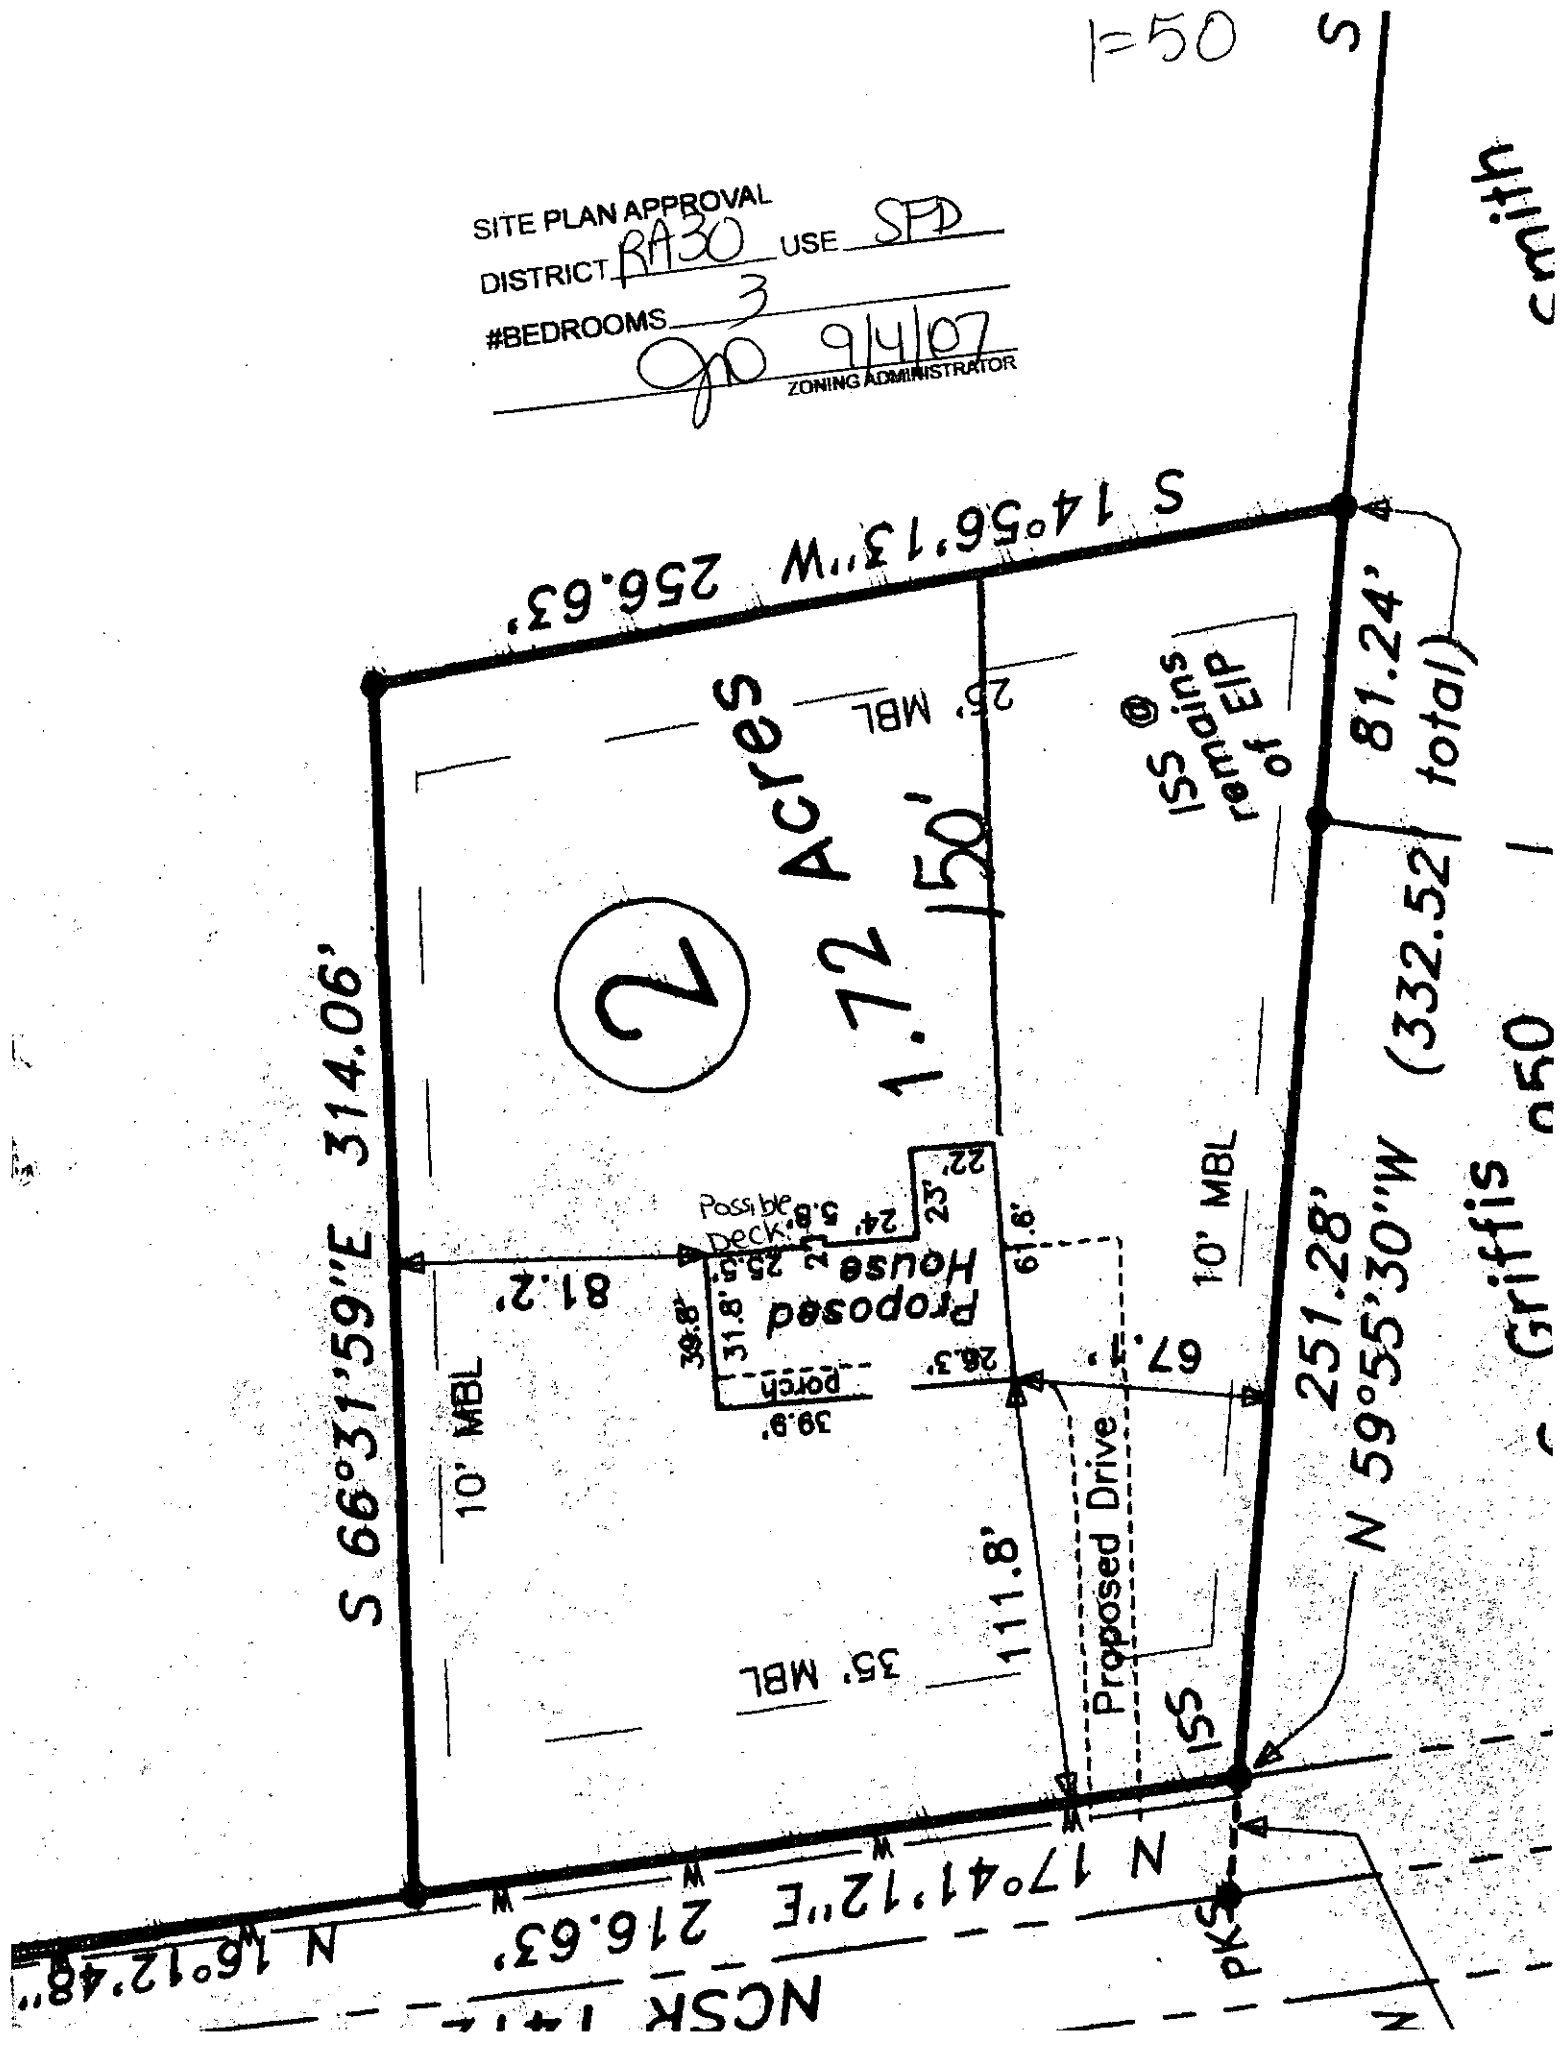 1=50
S
SITE PLAN APPROVAL
DISTRICT RA30 USE SFD
#BEDROOMS 3
9/4/07
ZONING ADMINISTRATOR
S 14°56'13"W 256.63'
S 66°31'59"E 314.06'
2
1.72 Acres
150'
25' MBL
ISS @
remains
of EIP
81.24'
(332.52 total)
251.28'
N 59°55'30"W
10' MBL
10' MBL
35' MBL
81.2'
Possible
Deck
5.8'
24'
23'
22'
25.5'
2'
61.6'
Proposed
House
31.8'
39.8'
porch
39.9'
26.3'
67.1'
111.8'
Proposed Drive
ISS
N 17°41'12"E 216.63'
N 16°12'48"
NCSR
PKS
N
Griffis
Smith